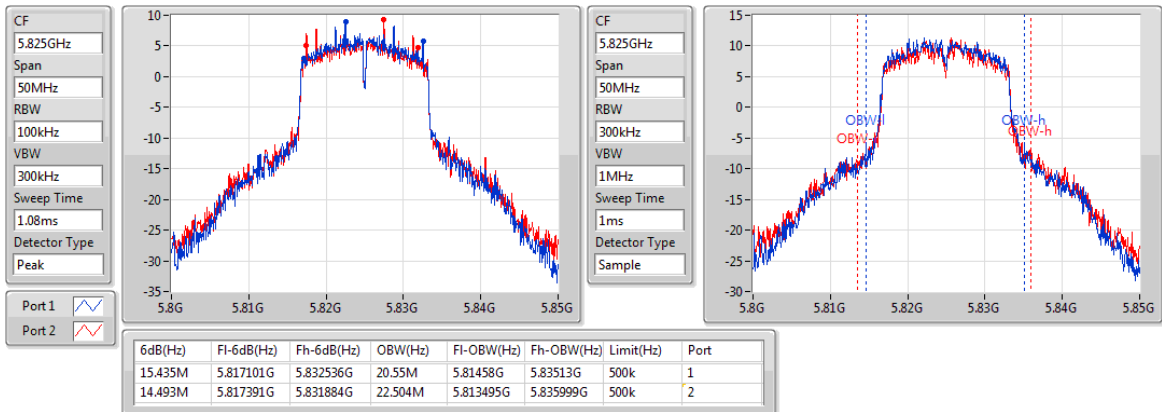 CF
5.825GHz
Span
50MHz
RBW
100kHz
VBW
300kHz
Sweep Time
1.08ms
Detector Type
Peak
Port 1
Port 2
10
5
0
-5
-10
-15
-20
-25
-30
-35
5.8G 5.81G 5.82G 5.83G 5.84G 5.85G
CF
5.825GHz
Span
50MHz
RBW
300kHz
VBW
1MHz
Sweep Time
1ms
Detector Type
Sample
15
10
5
0
-5
-10
-15
-20
-25
-30
OBW-h
OBW-h
5.8G 5.81G 5.82G 5.83G 5.84G 5.85G
6dB(Hz) Fl-6dB(Hz) Fh-6dB(Hz) OBW(Hz) Fl-OBW(Hz) Fh-OBW(Hz) Limit(Hz) Port
15.435M 5.817101G 5.832536G 20.55M 5.81458G 5.83513G 500k 1
14.493M 5.817391G 5.831884G 22.504M 5.813495G 5.835999G 500k 2